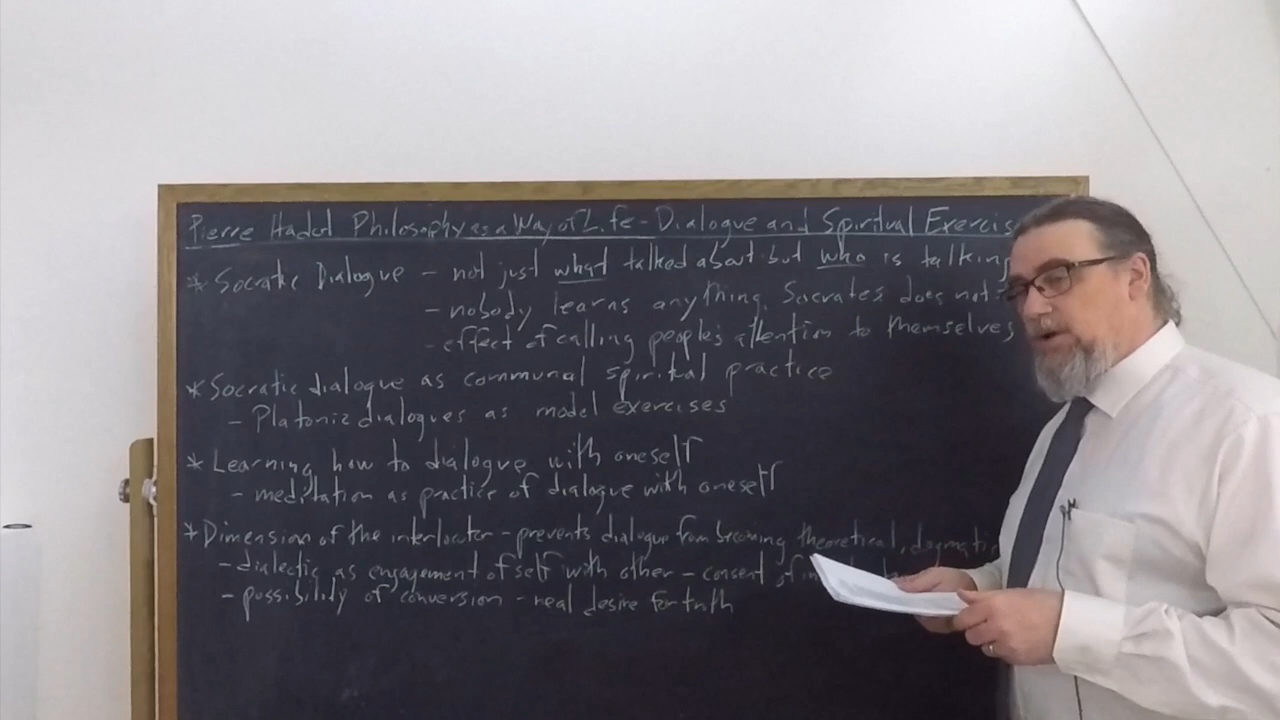 Pierre Hadot Philosophy as a Way of Life - Dialogue and Spiritual Exercis
* Socratic Dialogue - not just what talked about but who is talking
- nobody learns anything, Socrates does not
- effect of calling people's attention to themselves
* Socratic dialogue as communal spiritual practice
- Platonic dialogues as model exercises
* Learning how to dialogue with oneself
- meditation as practice of dialogue with oneself
* Dimension of the interlocutor - prevents dialogue from becoming theoretical, dogmatic
- dialectic as engagement of self with other - consent of
- possibility of conversion - real desire for truth